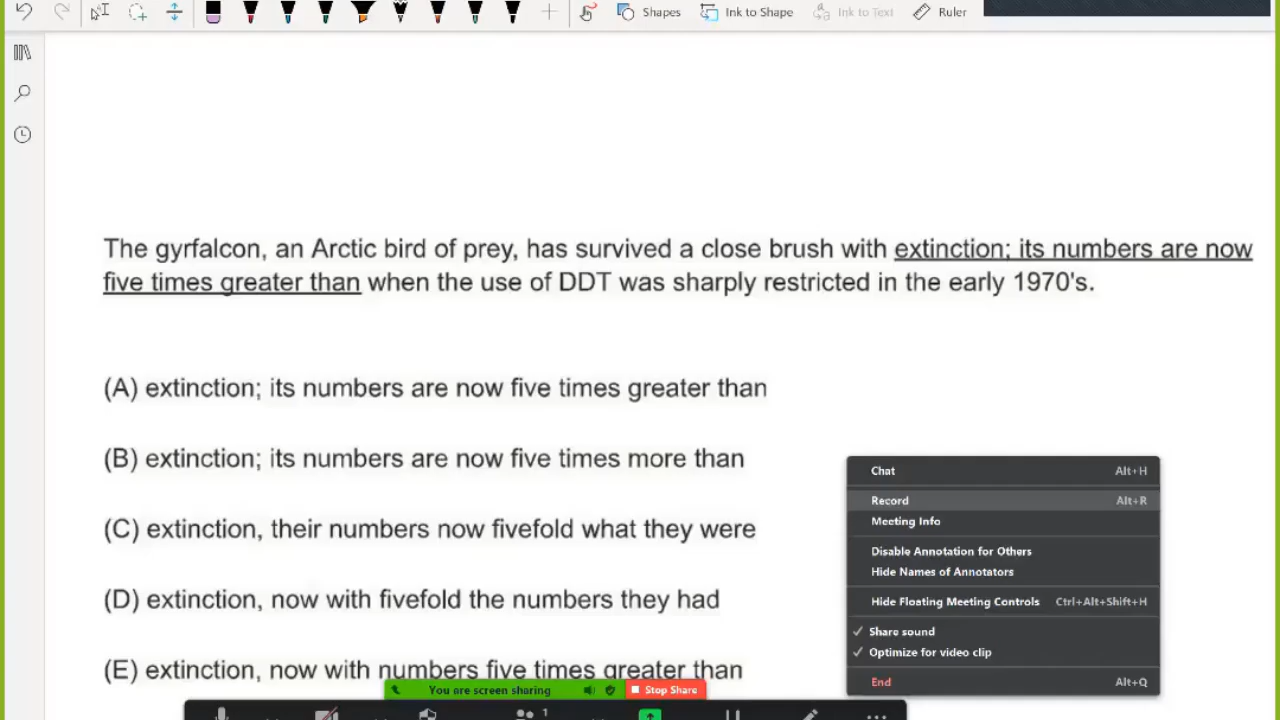 Shapes
Ink to Shape
Ink to Text
Ruler
The gyrfalcon, an Arctic bird of prey, has survived a close brush with extinction; its numbers are now
five times greater than when the use of DDT was sharply restricted in the early 1970's.
(A) extinction; its numbers are now five times greater than
(B) extinction; its numbers are now five times more than
(C) extinction, their numbers now fivefold what they were
(D) extinction, now with fivefold the numbers they had
(E) extinction, now with numbers five times greater than
Chat Alt+H
Record Alt+R
Meeting Info
Disable Annotation for Others
Hide Names of Annotators
Hide Floating Meeting Controls Ctrl+Alt+Shift+H
Share sound
Optimize for video clip
End Alt+Q
You are screen sharing
Stop Share
1